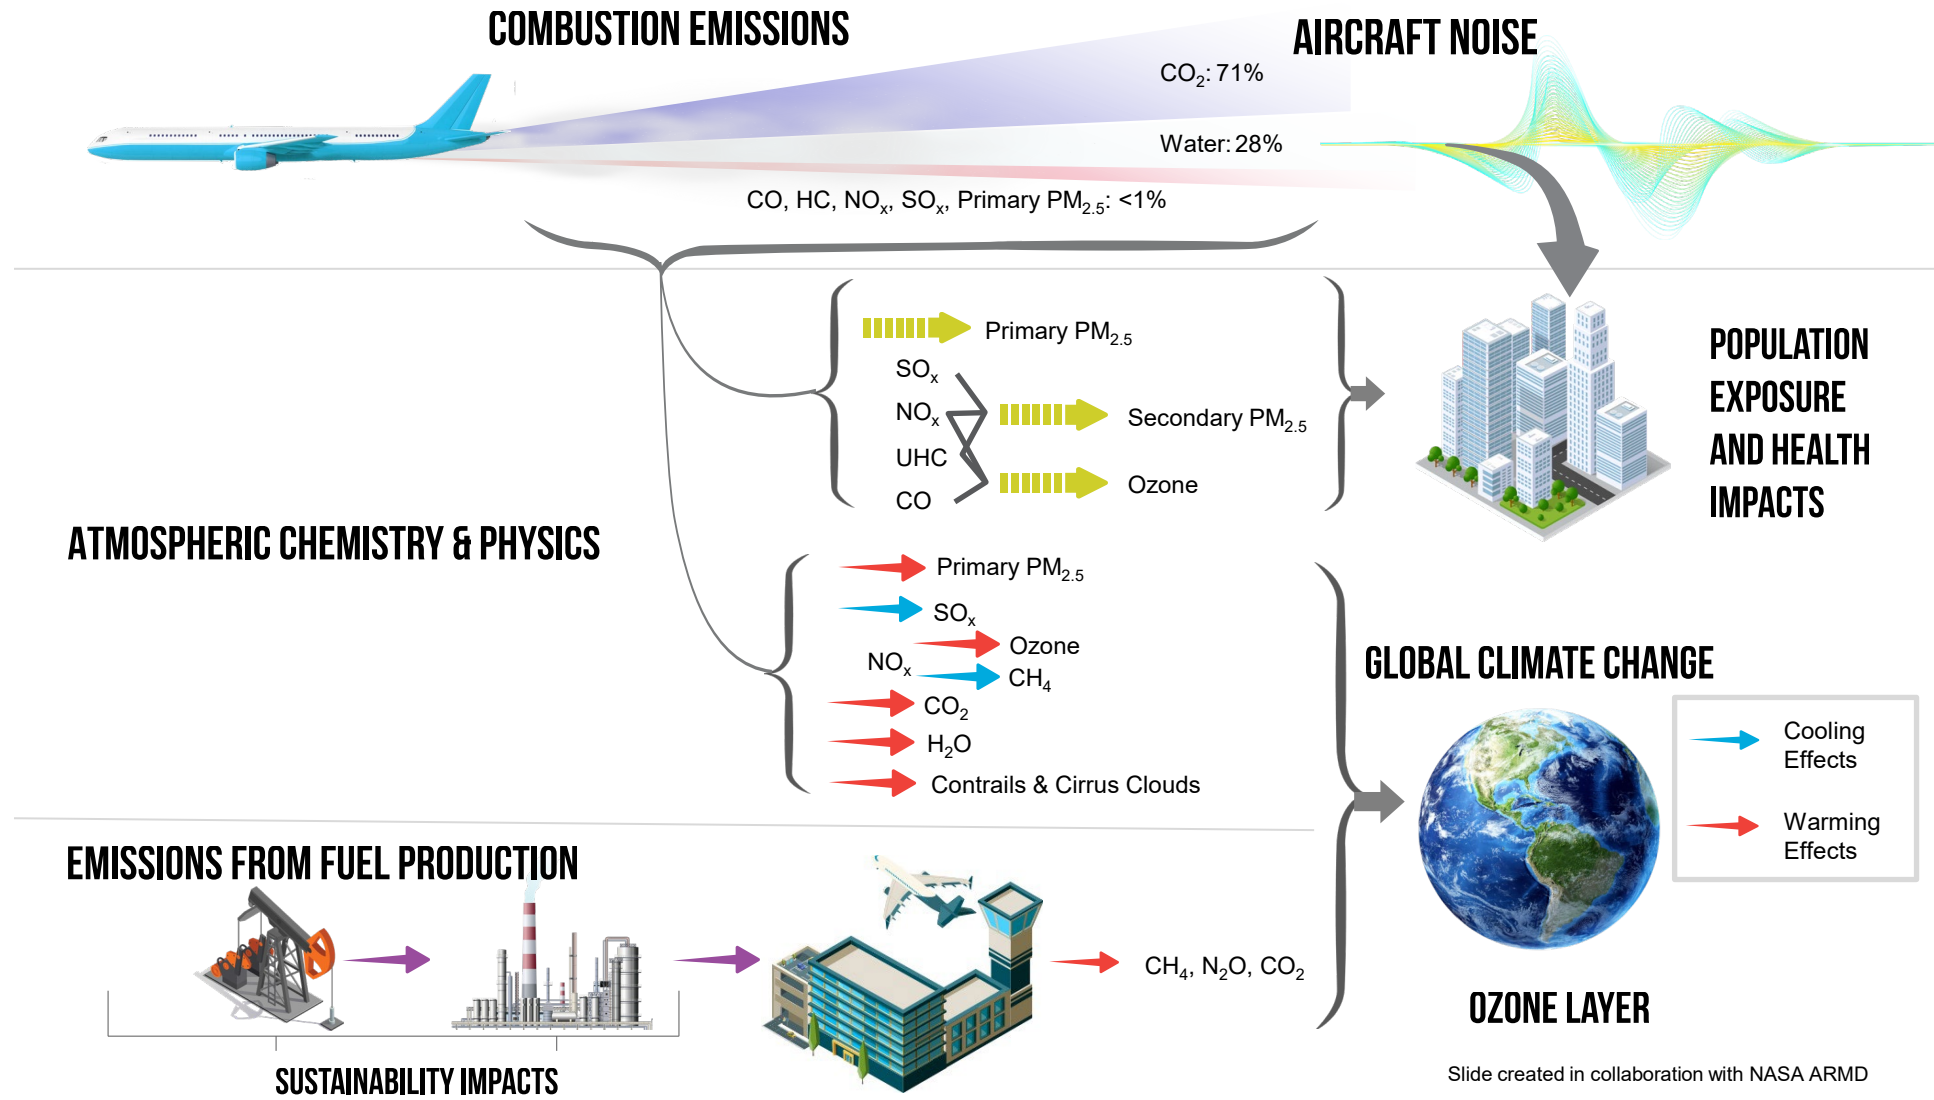 COMBUSTION EMISSIONS
AIRCRAFT NOISE
CO₂: 71%
Water: 28%
CO, HC, NOₓ, SOₓ, Primary PM₂.₅: <1%
Primary PM₂.₅
SOₓ
NOₓ
UHC
CO
Secondary PM₂.₅
Ozone
POPULATION
EXPOSURE
AND HEALTH
IMPACTS
ATMOSPHERIC CHEMISTRY & PHYSICS
Primary PM₂.₅
SOₓ
NOₓ
Ozone
CH₄
CO₂
H₂O
Contrails & Cirrus Clouds
GLOBAL CLIMATE CHANGE
Cooling
Effects
Warming
Effects
EMISSIONS FROM FUEL PRODUCTION
CH₄, N₂O, CO₂
OZONE LAYER
SUSTAINABILITY IMPACTS
Slide created in collaboration with NASA ARMD